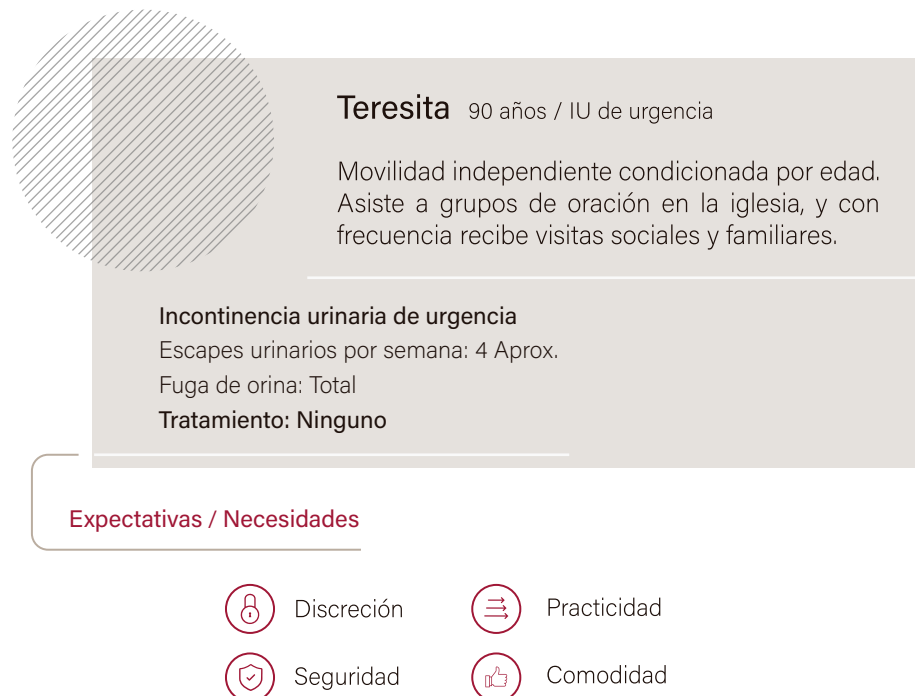 Teresita 90 años / IU de urgencia
Movilidad independiente condicionada por edad.
Asiste a grupos de oración en la iglesia, y con
frecuencia recibe visitas sociales y familiares.
Incontinencia urinaria de urgencia
Escapes urinarios por semana: 4 Aprox.
Fuga de orina: Total
Tratamiento: Ninguno
Expectativas / Necesidades
Discreción Practicidad
Seguridad Comodidad